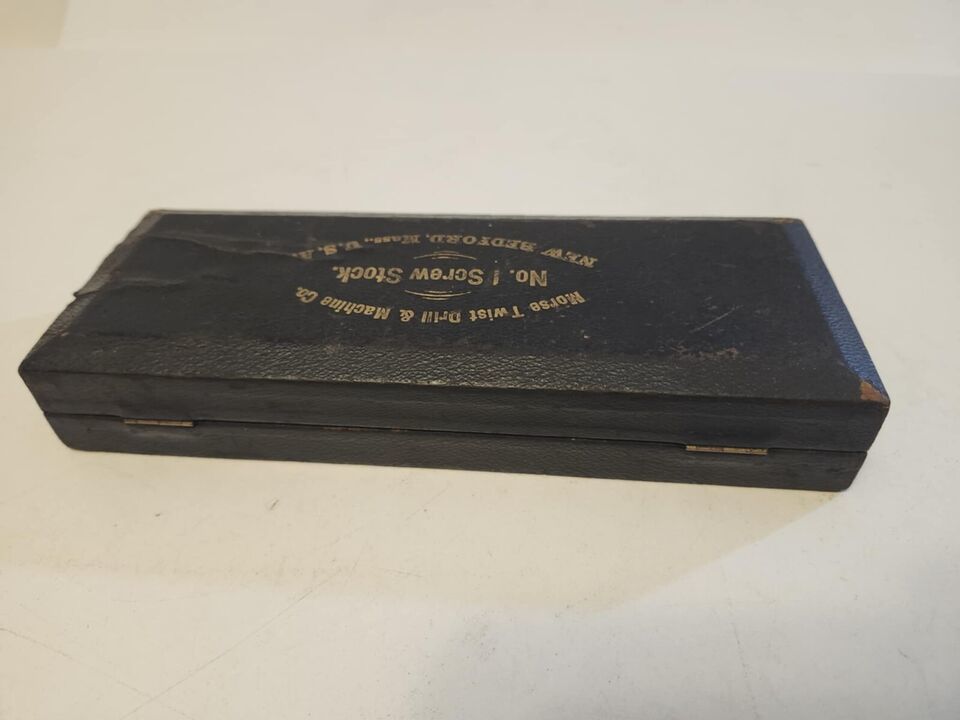 Morse Twist Drill & Machine Co.
No. 1 Screw Stock.
NEW BEDFORD, Mass., U.S.A.